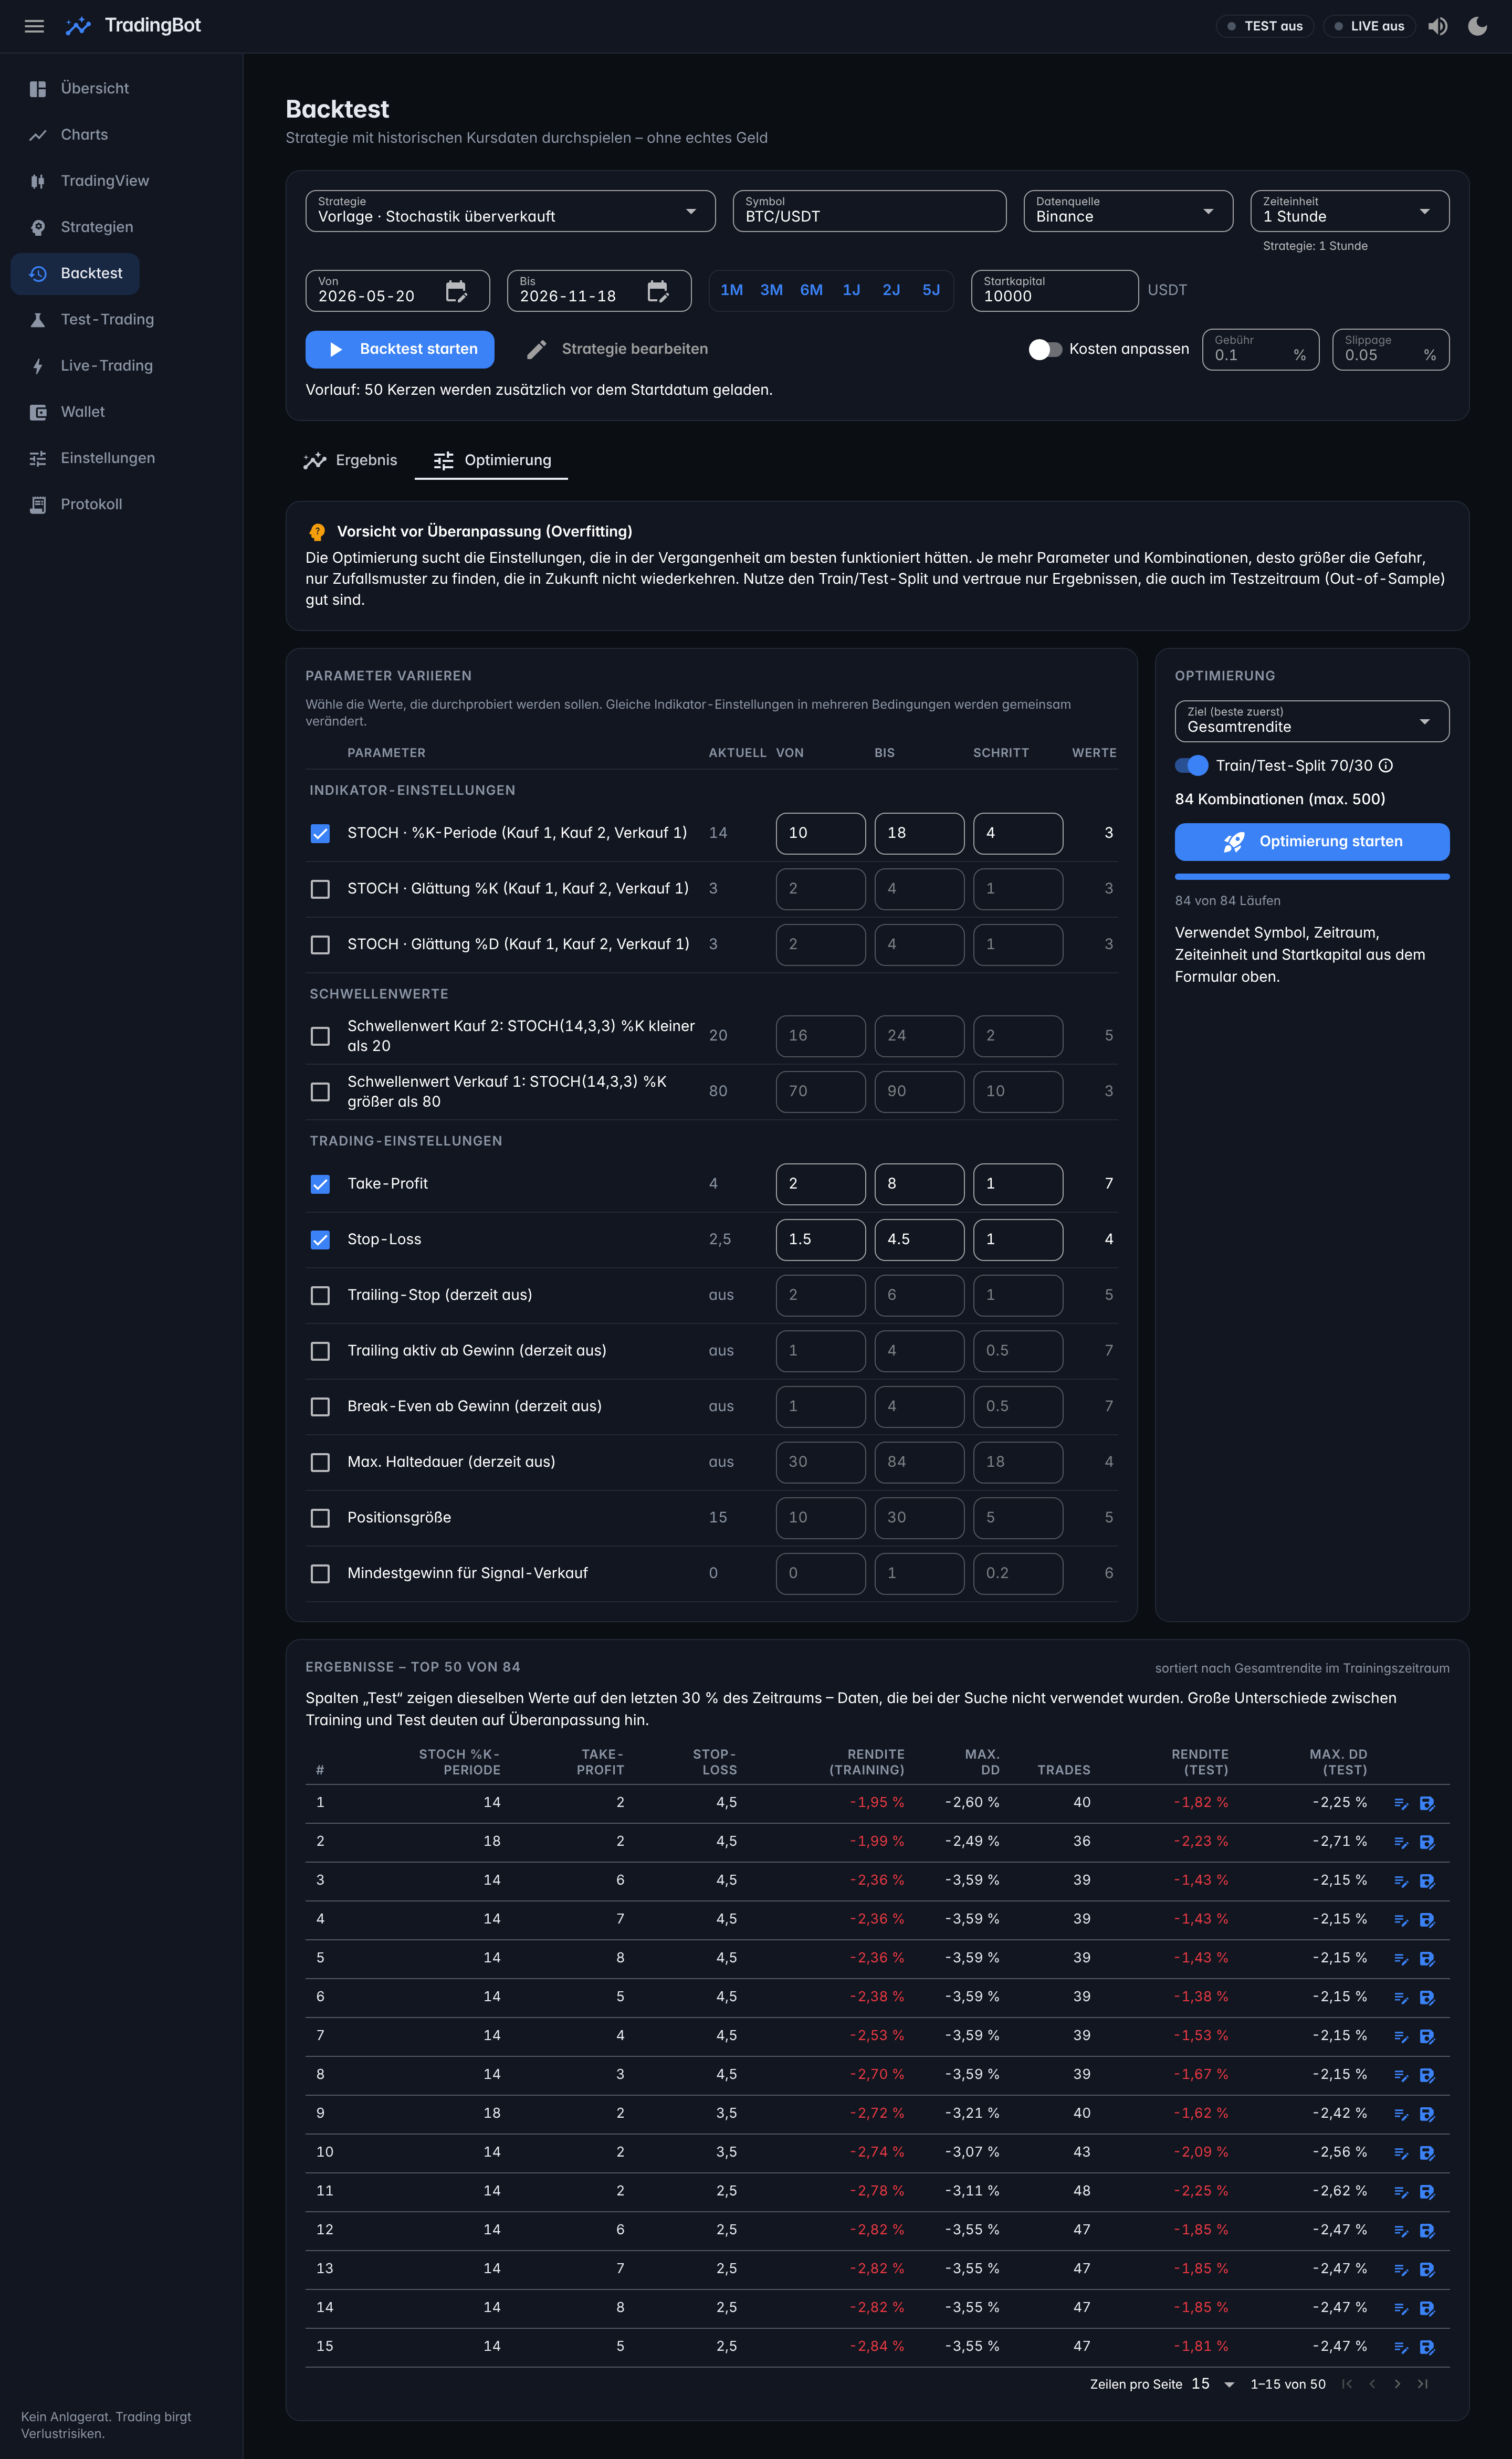 TradingBot
TEST aus
LIVE aus
Übersicht
Charts
TradingView
Strategien
Backtest
Test-Trading
Live-Trading
Wallet
Einstellungen
Protokoll
Kein Anlagerat. Trading birgt
Verlustrisiken.
Backtest
Strategie mit historischen Kursdaten durchspielen – ohne echtes Geld
Strategie
Vorlage · Stochastik überverkauft
Symbol
BTC/USDT
Datenquelle
Binance
Zeiteinheit
1 Stunde
Strategie: 1 Stunde
Von
2026-05-20
Bis
2026-11-18
1M 3M 6M 1J 2J 5J
Startkapital
10000
USDT
Backtest starten
Strategie bearbeiten
Kosten anpassen
Gebühr
0.1 %
Slippage
0.05 %
Vorlauf: 50 Kerzen werden zusätzlich vor dem Startdatum geladen.
Ergebnis
Optimierung
Vorsicht vor Überanpassung (Overfitting)
Die Optimierung sucht die Einstellungen, die in der Vergangenheit am besten funktioniert hätten. Je mehr Parameter und Kombinationen, desto größer die Gefahr,
nur Zufallsmuster zu finden, die in Zukunft nicht wiederkehren. Nutze den Train/Test-Split und vertraue nur Ergebnissen, die auch im Testzeitraum (Out-of-Sample)
gut sind.
PARAMETER VARIIEREN
Wähle die Werte, die durchprobiert werden sollen. Gleiche Indikator-Einstellungen in mehreren Bedingungen werden gemeinsam
verändert.
PARAMETER AKTUELL VON BIS SCHRITT WERTE
INDIKATOR-EINSTELLUNGEN
STOCH · %K-Periode (Kauf 1, Kauf 2, Verkauf 1) 14 10 18 4 3
STOCH · Glättung %K (Kauf 1, Kauf 2, Verkauf 1) 3 2 4 1 3
STOCH · Glättung %D (Kauf 1, Kauf 2, Verkauf 1) 3 2 4 1 3
SCHWELLENWERTE
Schwellenwert Kauf 2: STOCH(14,3,3) %K kleiner
als 20
20 16 24 2 5
Schwellenwert Verkauf 1: STOCH(14,3,3) %K
größer als 80
80 70 90 10 3
TRADING-EINSTELLUNGEN
Take-Profit 4 2 8 1 7
Stop-Loss 2,5 1.5 4.5 1 4
Trailing-Stop (derzeit aus) aus 2 6 1 5
Trailing aktiv ab Gewinn (derzeit aus) aus 1 4 0.5 7
Break-Even ab Gewinn (derzeit aus) aus 1 4 0.5 7
Max. Haltedauer (derzeit aus) aus 30 84 18 4
Positionsgröße 15 10 30 5 5
Mindestgewinn für Signal-Verkauf 0 0 1 0.2 6
OPTIMIERUNG
Ziel (beste zuerst)
Gesamtrendite
Train/Test-Split 70/30
84 Kombinationen (max. 500)
Optimierung starten
84 von 84 Läufen
Verwendet Symbol, Zeitraum,
Zeiteinheit und Startkapital aus dem
Formular oben.
ERGEBNISSE – TOP 50 VON 84
sortiert nach Gesamtrendite im Trainingszeitraum
Spalten „Test“ zeigen dieselben Werte auf den letzten 30 % des Zeitraums – Daten, die bei der Suche nicht verwendet wurden. Große Unterschiede zwischen
Training und Test deuten auf Überanpassung hin.
STOCH %K- TAKE- STOP- RENDITE MAX. RENDITE MAX. DD
# PERIODE PROFIT LOSS (TRAINING) DD TRADES (TEST) (TEST)
1 14 2 4,5 -1,95 % -2,60 % 40 -1,82 % -2,25 %
2 18 2 4,5 -1,99 % -2,49 % 36 -2,23 % -2,71 %
3 14 6 4,5 -2,36 % -3,59 % 39 -1,43 % -2,15 %
4 14 7 4,5 -2,36 % -3,59 % 39 -1,43 % -2,15 %
5 14 8 4,5 -2,36 % -3,59 % 39 -1,43 % -2,15 %
6 14 5 4,5 -2,38 % -3,59 % 39 -1,38 % -2,15 %
7 14 4 4,5 -2,53 % -3,59 % 39 -1,53 % -2,15 %
8 14 3 4,5 -2,70 % -3,59 % 39 -1,67 % -2,15 %
9 18 2 3,5 -2,72 % -3,21 % 40 -1,62 % -2,42 %
10 14 2 3,5 -2,74 % -3,07 % 43 -2,09 % -2,56 %
11 14 2 2,5 -2,78 % -3,11 % 48 -2,25 % -2,62 %
12 14 6 2,5 -2,82 % -3,55 % 47 -1,85 % -2,47 %
13 14 7 2,5 -2,82 % -3,55 % 47 -1,85 % -2,47 %
14 14 8 2,5 -2,82 % -3,55 % 47 -1,85 % -2,47 %
15 14 5 2,5 -2,84 % -3,55 % 47 -1,81 % -2,47 %
Zeilen pro Seite 15 1–15 von 50